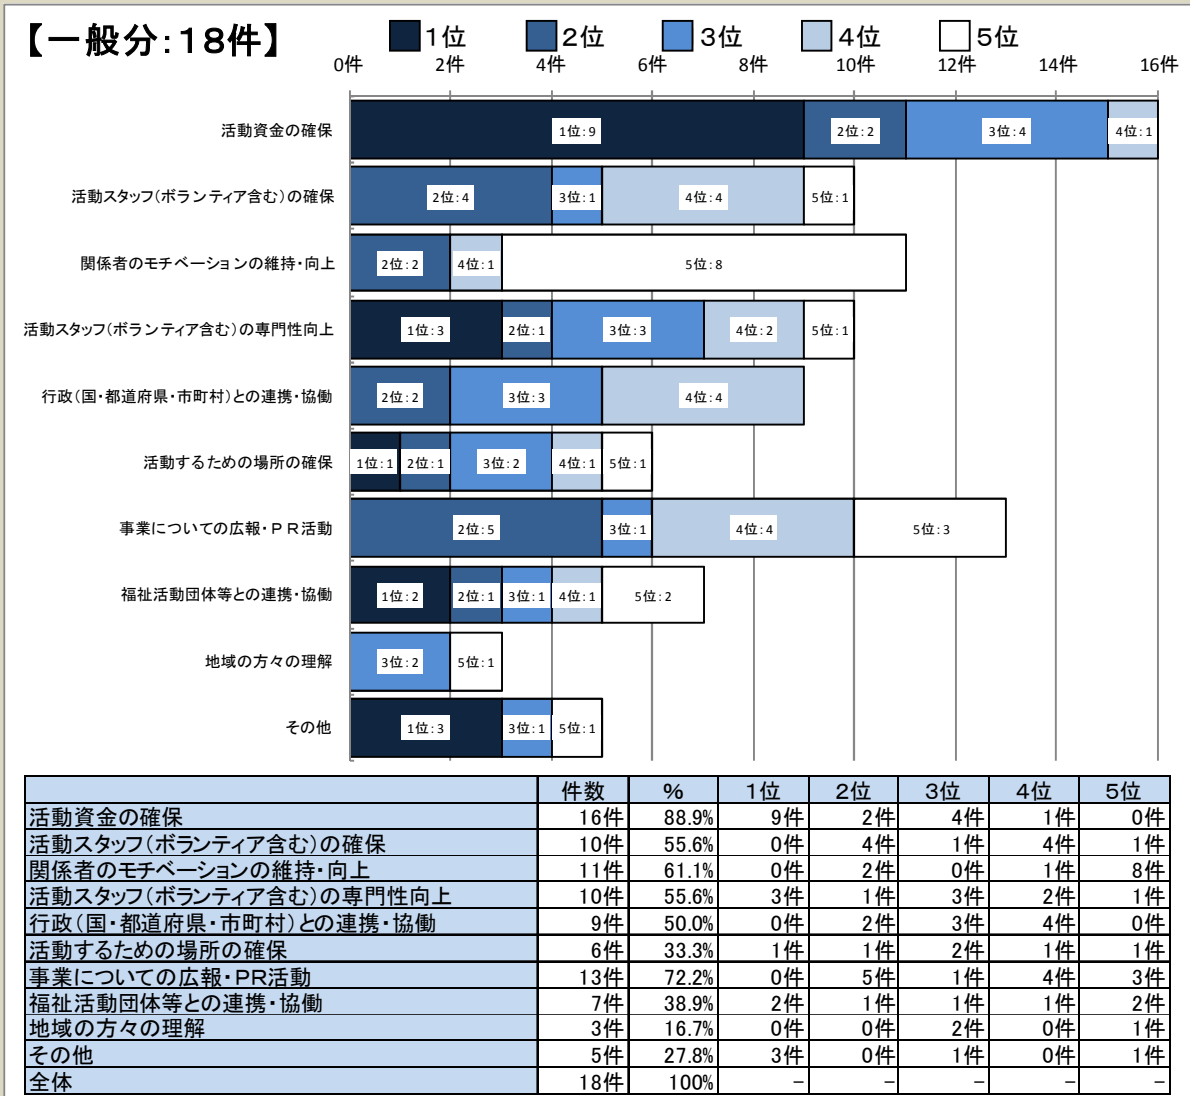 【一般分：18件】
1位 2位 3位 4位 5位
0件 2件 4件 6件 8件 10件 12件 14件 16件
活動資金の確保 1位：9 2位：2 3位：4 4位：1
活動スタッフ（ボランティア含む）の確保 2位：4 3位：1 4位：4 5位：1
関係者のモチベーションの維持・向上 2位：2 4位：1 5位：8
活動スタッフ（ボランティア含む）の専門性向上 1位：3 2位：1 3位：3 4位：2 5位：1
行政（国・都道府県・市町村）との連携・協働 2位：2 3位：3 4位：4
活動するための場所の確保 1位：1 2位：1 3位：2 4位：1 5位：1
事業についての広報・ＰＲ活動 2位：5 3位：1 4位：4 5位：3
福祉活動団体等との連携・協働 1位：2 2位：1 3位：1 4位：1 5位：2
地域の方々の理解 3位：2 5位：1
その他 1位：3 3位：1 5位：1
件数 % 1位 2位 3位 4位 5位
活動資金の確保 16件 88.9% 9件 2件 4件 1件 0件
活動スタッフ（ボランティア含む）の確保 10件 55.6% 0件 4件 1件 4件 1件
関係者のモチベーションの維持・向上 11件 61.1% 0件 2件 0件 1件 8件
活動スタッフ（ボランティア含む）の専門性向上 10件 55.6% 3件 1件 3件 2件 1件
行政（国・都道府県・市町村）との連携・協働 9件 50.0% 0件 2件 3件 4件 0件
活動するための場所の確保 6件 33.3% 1件 1件 2件 1件 1件
事業についての広報・PR活動 13件 72.2% 0件 5件 1件 4件 3件
福祉活動団体等との連携・協働 7件 38.9% 2件 1件 1件 1件 2件
地域の方々の理解 3件 16.7% 0件 0件 2件 0件 1件
その他 5件 27.8% 3件 0件 1件 0件 1件
全体 18件 100% － － － － －